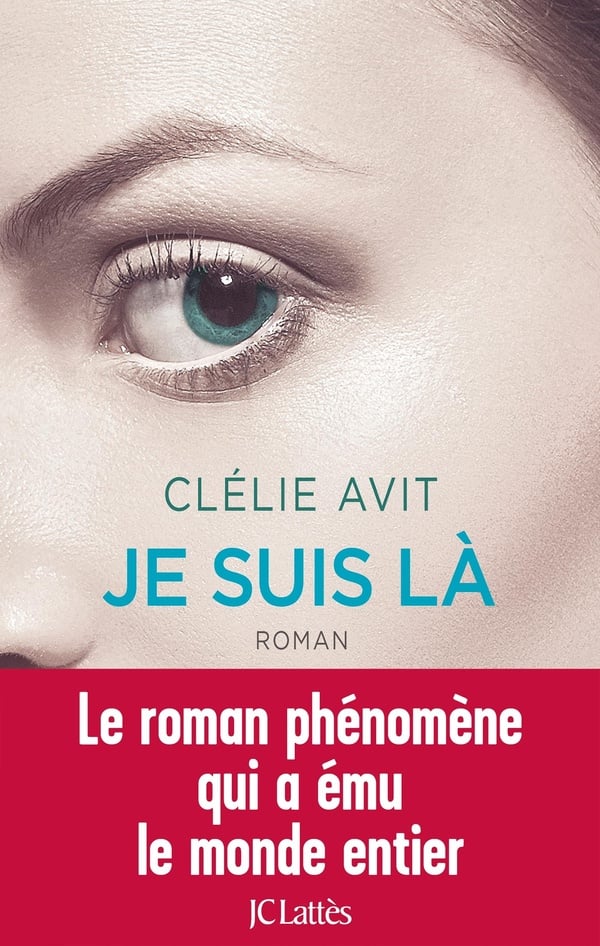 CLÉLIE AVIT
JE SUIS LÀ
ROMAN
Le roman phénomène
qui a ému
le monde entier
JC Lattès